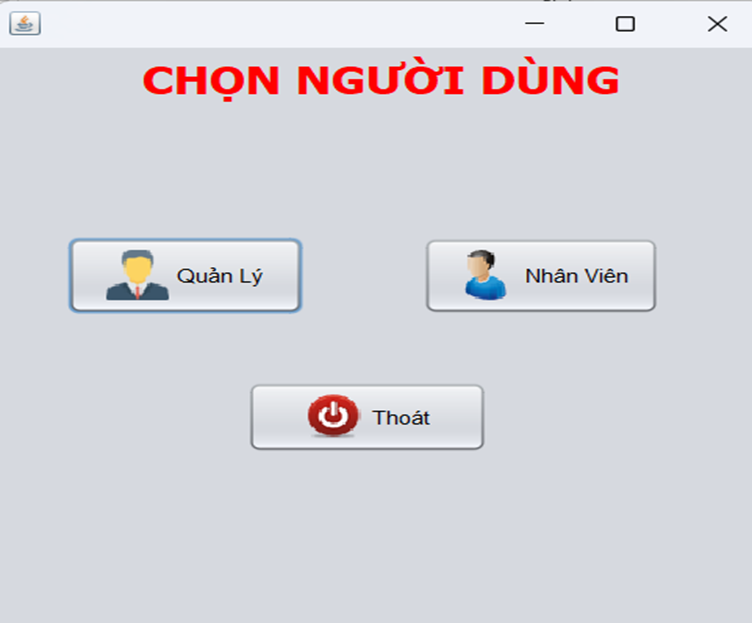 CHỌN NGƯỜI DÙNG
Quản Lý
Nhân Viên
Thoát